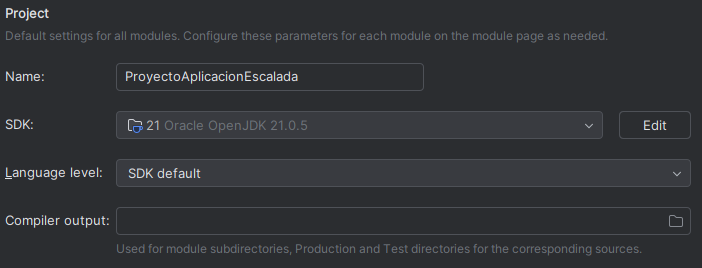 Project
Default settings for all modules. Configure these parameters for each module on the module page as needed.
Name: ProyectoAplicacionEscalada
SDK: 21 Oracle OpenJDK 21.0.5 Edit
Language level: SDK default
Compiler output:
Used for module subdirectories, Production and Test directories for the corresponding sources.